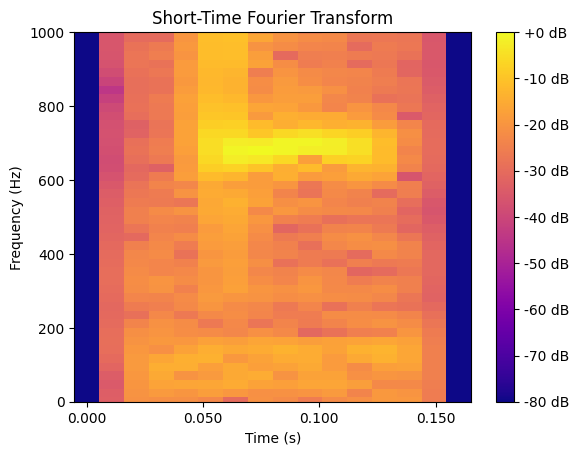 Short-Time Fourier Transform
1000
800
600
400
200
0
Frequency (Hz)
0.000
0.050
0.100
0.150
Time (s)
+0 dB
-10 dB
-20 dB
-30 dB
-40 dB
-50 dB
-60 dB
-70 dB
-80 dB